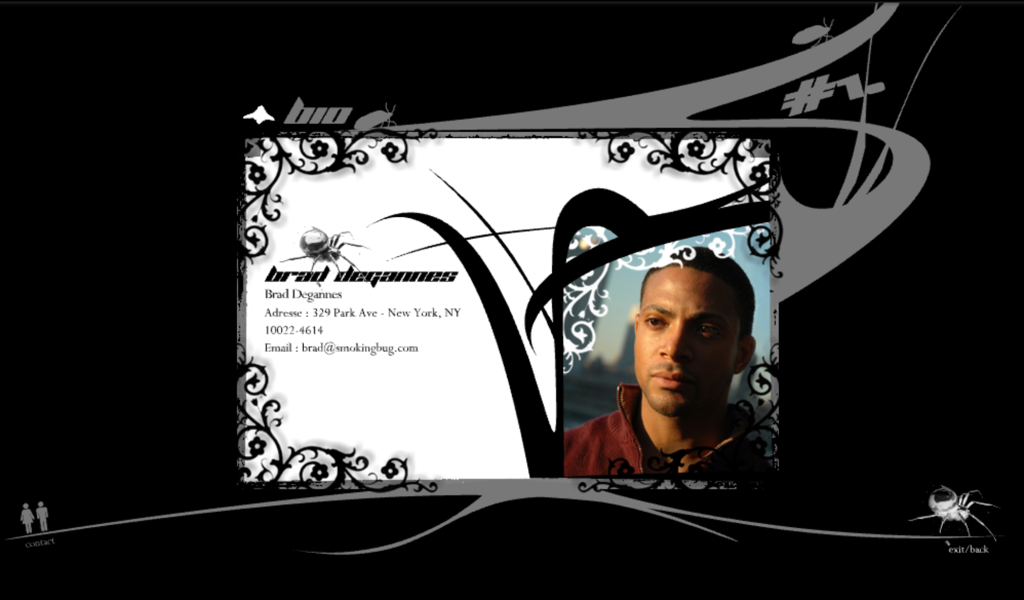 bio
#1
brad degannes
Brad Degannes
Adresse : 329 Park Ave - New York, NY
10022-4614
Email : brad@smokingbug.com
contact
exit/back